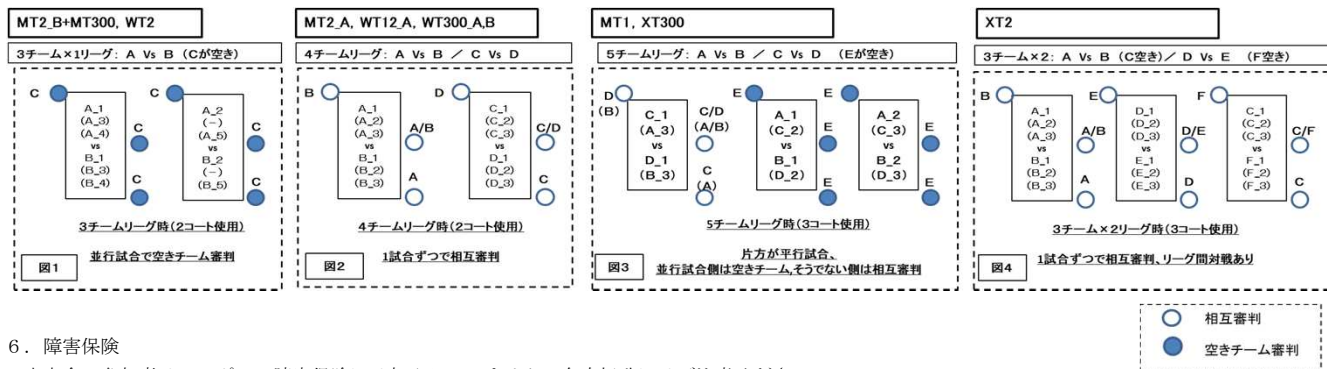 MT2_B+MT300, WT2
3チーム×1リーグ: A Vs B (Cが空き)
C
C
A_1
(A_3)
(A_4)
vs
B_1
(B_3)
(B_4)
C
C
A_2
(-)
(A_5)
vs
B_2
(-)
(B_5)
C
C
3チームリーグ時(2コート使用)
並行試合で空きチーム審判
図1
MT2_A, WT12_A, WT300_A,B
4チームリーグ: A Vs B / C Vs D
B
D
A_1
(A_2)
(A_3)
vs
B_1
(B_2)
(B_3)
A/B
A
C_1
(C_2)
(C_3)
vs
D_1
(D_2)
(D_3)
C/D
C
4チームリーグ時(2コート使用)
1試合ずつで相互審判
図2
MT1, XT300
5チームリーグ: A Vs B / C Vs D (Eが空き)
D
(B)
E
E
C_1
(A_3)
vs
D_1
(B_3)
C/D
(A/B)
C
(A)
A_1
(C_2)
vs
B_1
(D_2)
E
E
A_2
(C_3)
vs
B_2
(D_3)
E
E
5チームリーグ時(3コート使用)
片方が平行試合、
並行試合側は空きチーム,そうでない側は相互審判
図3
XT2
3チーム×2: A Vs B (C空き)/ D Vs E (F空き)
B
E
F
A_1
(A_2)
(A_3)
vs
B_1
(B_2)
(B_3)
A/B
A
D_1
(D_2)
(D_3)
vs
E_1
(E_2)
(E_3)
D/E
D
C_1
(C_2)
(C_3)
vs
F_1
(F_2)
(F_3)
C/F
C
3チーム×2リーグ時(3コート使用)
1試合ずつで相互審判、リーグ間対戦あり
図4
相互審判
空きチーム審判
6. 障害保険